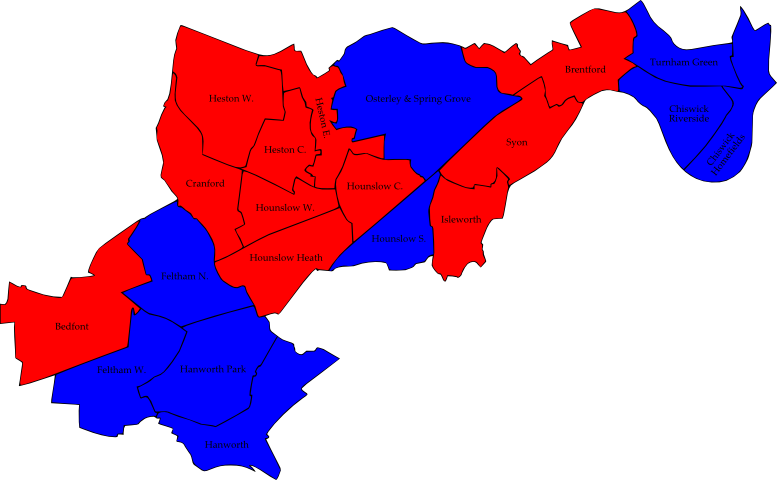 Turnham Green
Brentford
Heston W.
Osterley & Spring Grove
Heston E.
Chiswick
Riverside
Chiswick
Homefields
Syon
Heston C.
Cranford
Hounslow C.
Hounslow W.
Isleworth
Hounslow S.
Hounslow Heath
Feltham N.
Bedfont
Feltham W.
Hanworth Park
Hanworth